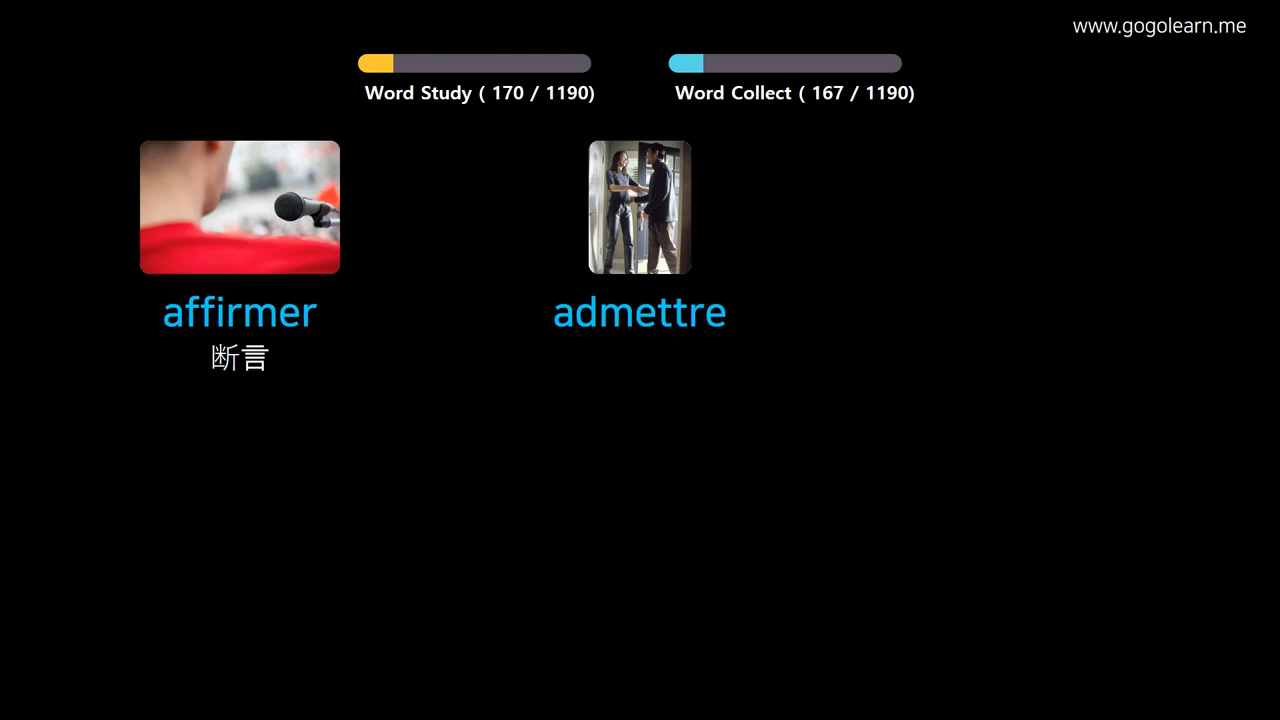 www.gogolearn.me
Word Study ( 170 / 1190)
Word Collect ( 167 / 1190)
affirmer
断言
admettre